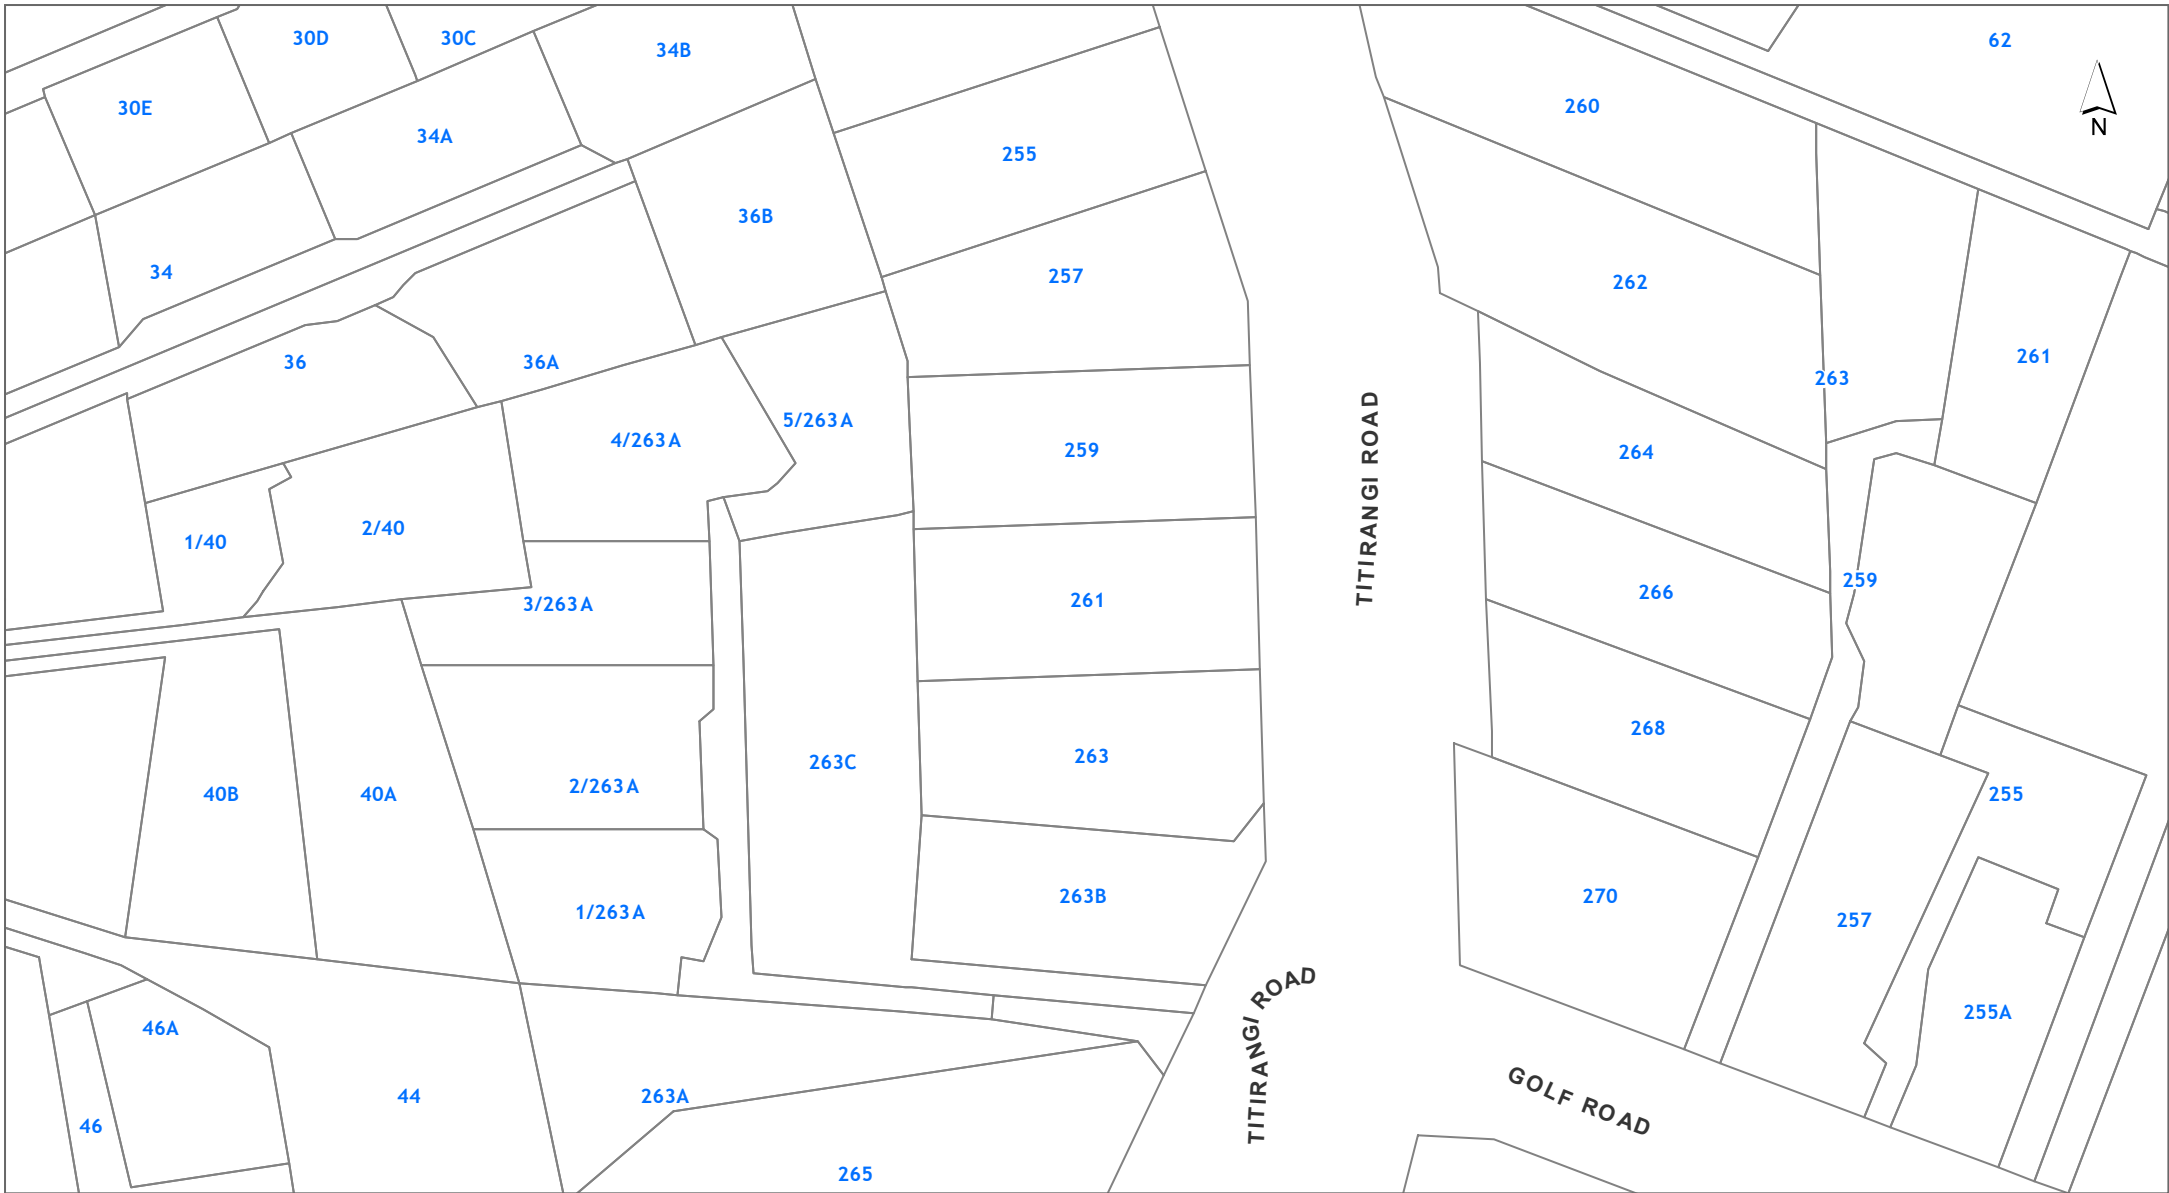 30D
30C
34B
62
30E
34A
260
N
255
36B
34
257
262
36
36A
263
261
5/263A
4/263A
259
TITIRANGI ROAD
264
1/40
2/40
3/263A
261
259
266
263C
263
268
40B
40A
2/263A
255
1/263A
263B
270
257
TITIRANGI ROAD
46A
255A
44
263A
GOLF ROAD
46
265